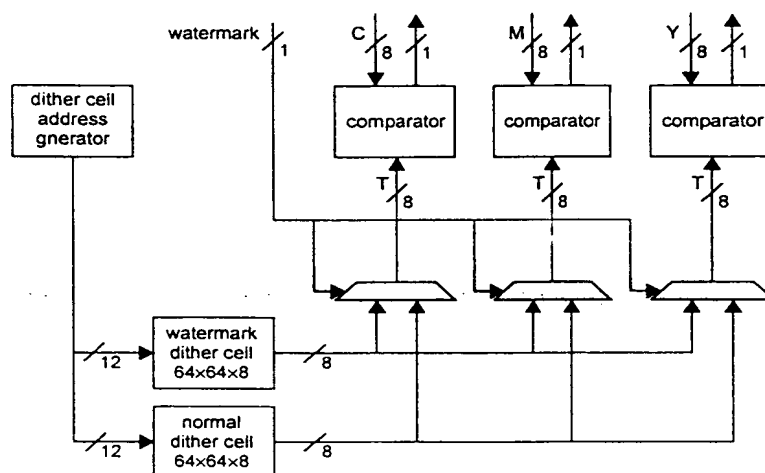 watermark 1 C 8 1 M 8 1 Y 8 1
dither cell
address
gnerator
comparator comparator comparator
T 8 T 8 T 8
watermark
dither cell
64×64×8
12 8
normal
dither cell
64×64×8
12 8